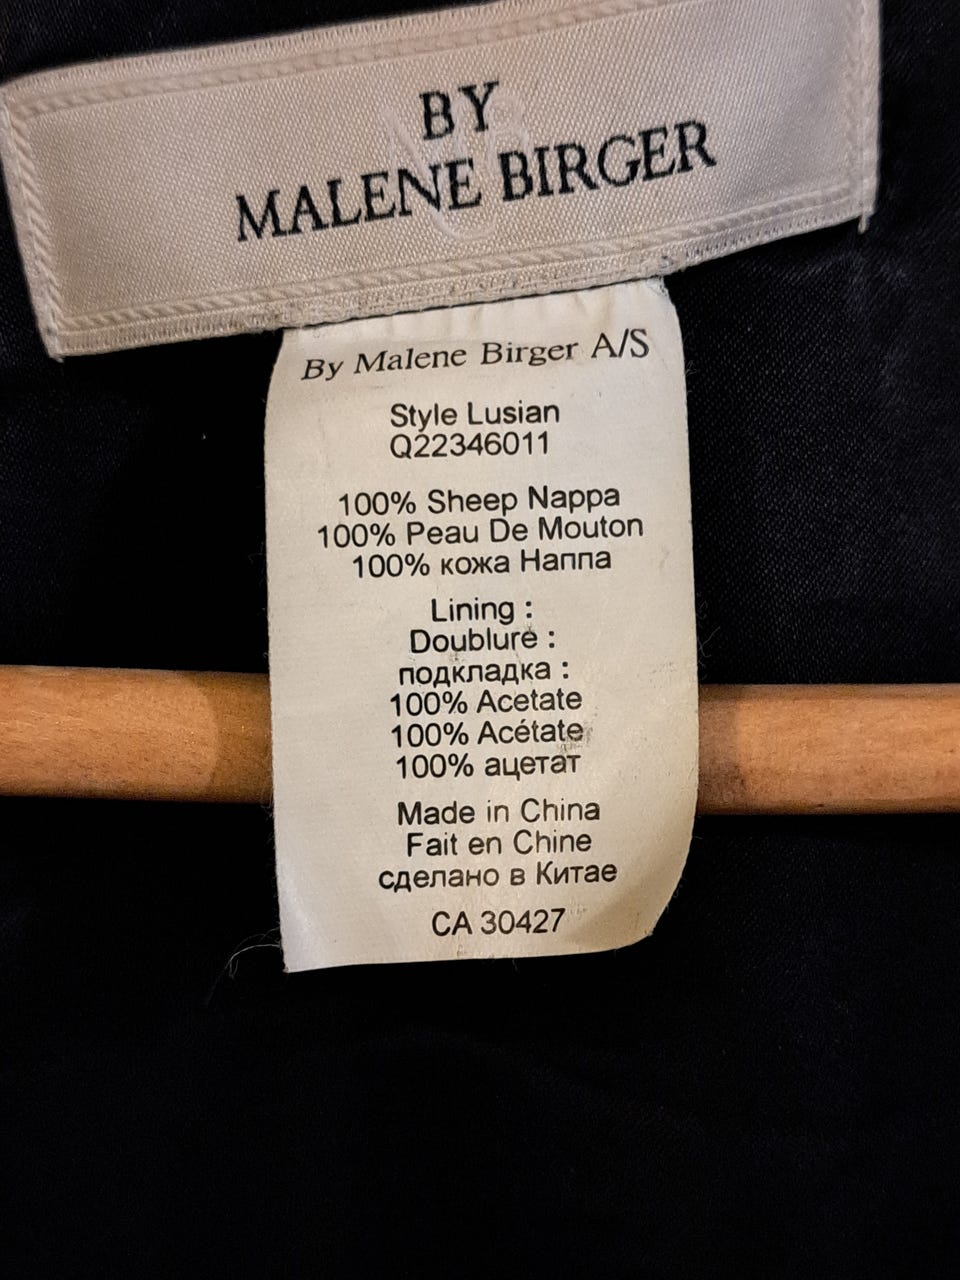 BY
MALENE BIRGER
By Malene Birger A/S
Style Lusian
Q22346011
100% Sheep Nappa
100% Peau De Mouton
100% кожа Наппа
Lining :
Doublure :
подкладка :
100% Acetate
100% Acétate
100% ацетат
Made in China
Fait en Chine
сделано в Китае
CA 30427